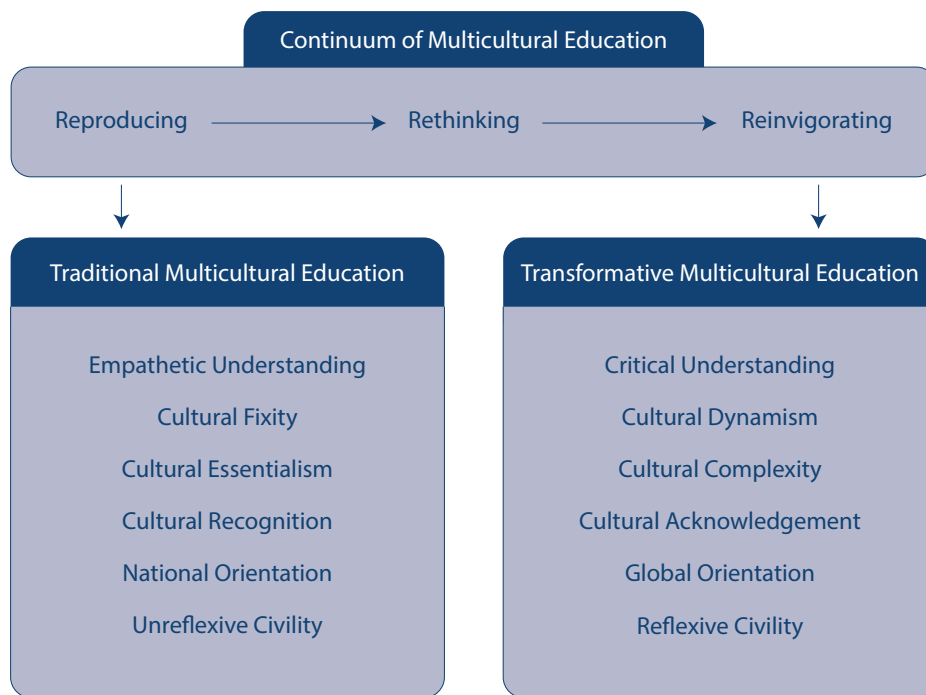 Continuum of Multicultural Education
Reproducing Rethinking Reinvigorating
Traditional Multicultural Education
Empathetic Understanding
Cultural Fixity
Cultural Essentialism
Cultural Recognition
National Orientation
Unreflexive Civility
Transformative Multicultural Education
Critical Understanding
Cultural Dynamism
Cultural Complexity
Cultural Acknowledgement
Global Orientation
Reflexive Civility